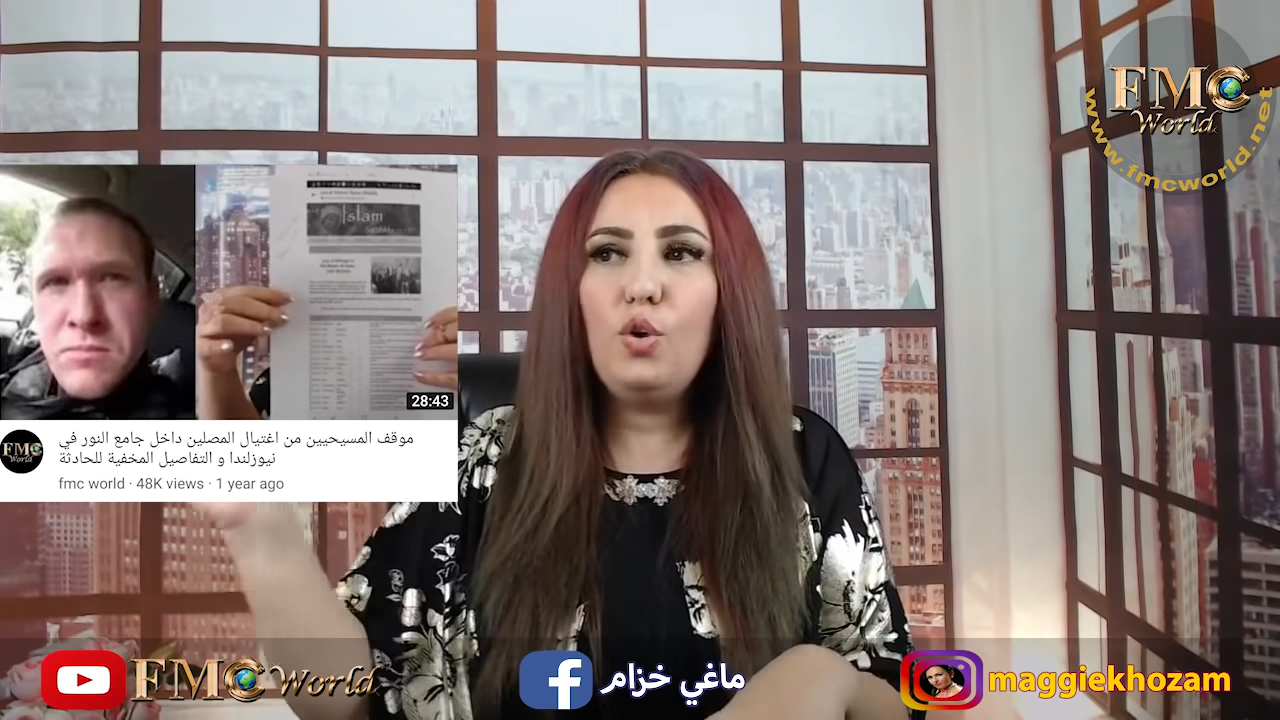 FMC
World
www.fmcworld.net
Islam
28:43
موقف المسيحيين من اغتيال المصلين داخل جامع النور في
نيوزلندا و التفاصيل المخفية للحادثة
fmc world · 48K views · 1 year ago
FMC
World
FMC World
ماغي خزام
maggiekhozam